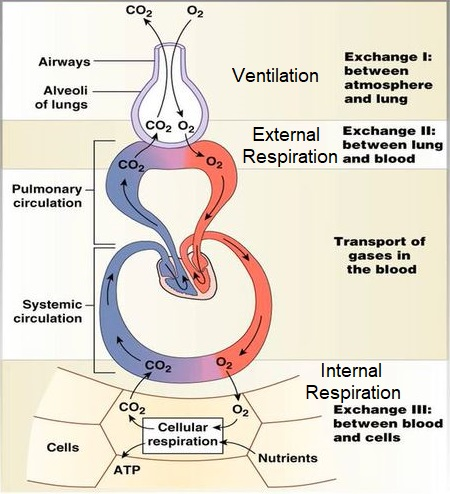 CO2 O2
Airways
Alveoli
of lungs
CO2 O2
Ventilation
Exchange I:
between
atmosphere
and lung
External
Respiration
Exchange II:
between lung
and blood
CO2 O2
Pulmonary
circulation
Transport of
gases in
the blood
Systemic
circulation
CO2 O2
Internal
Respiration
Exchange III:
between blood
and cells
CO2 O2
Cellular
respiration
Cells
ATP
Nutrients